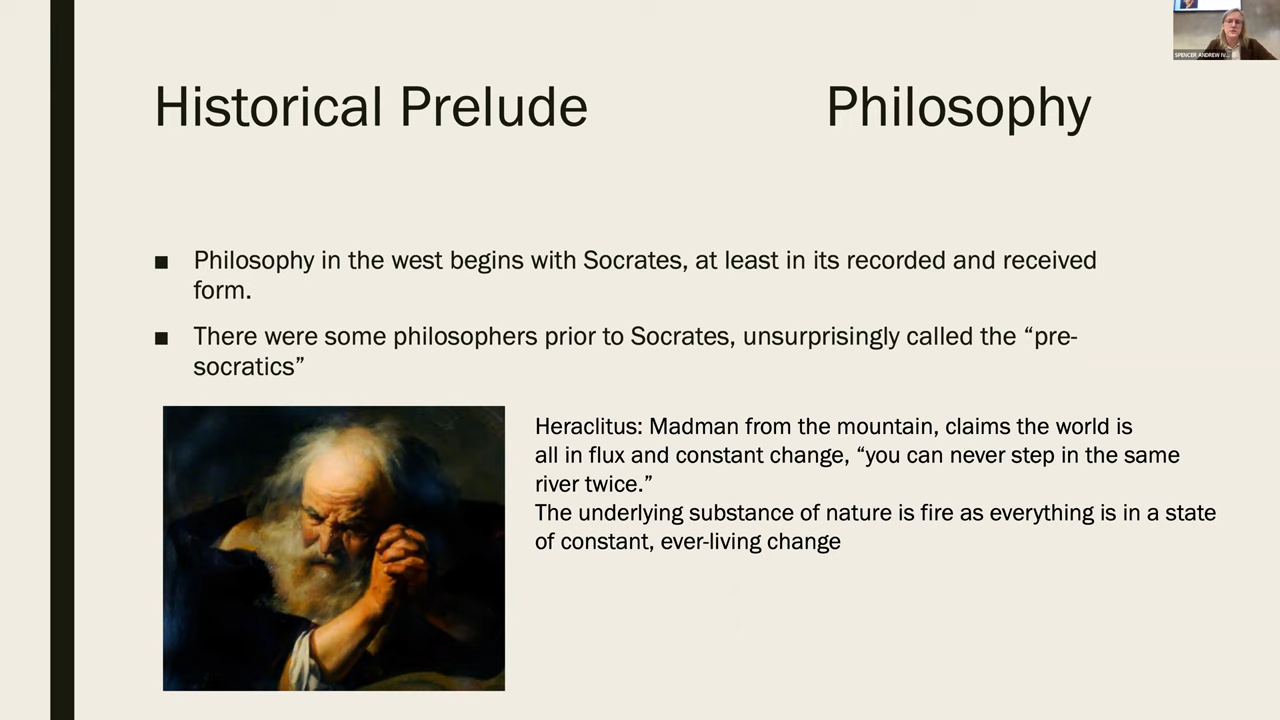 SPENCER ANDREW IV...
Historical Prelude Philosophy
■ Philosophy in the west begins with Socrates, at least in its recorded and received
form.
■ There were some philosophers prior to Socrates, unsurprisingly called the “pre-
socratics”
Heraclitus: Madman from the mountain, claims the world is
all in flux and constant change, “you can never step in the same
river twice.”
The underlying substance of nature is fire as everything is in a state
of constant, ever-living change